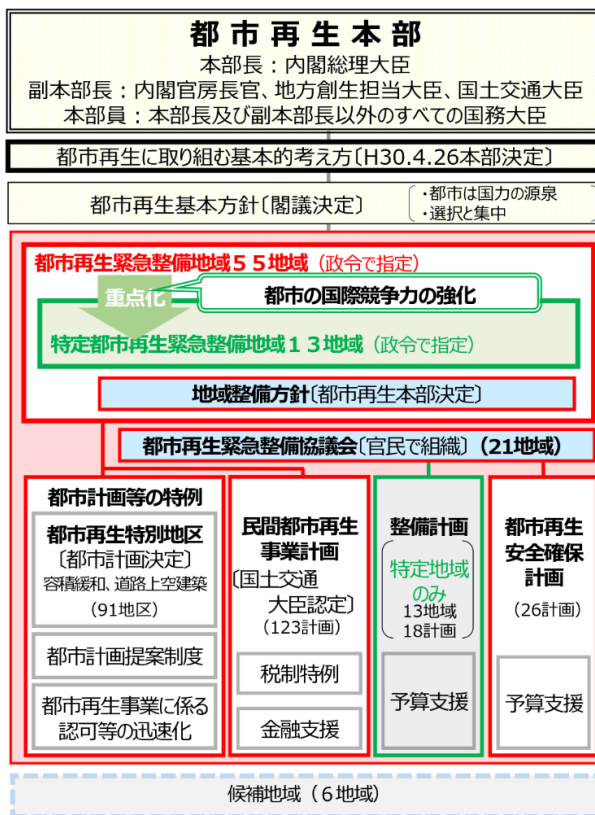 都市再生本部
本部長：内閣総理大臣
副本部長：内閣官房長官、地方創生担当大臣、国土交通大臣
本部員：本部長及び副本部長以外のすべての国務大臣
都市再生に取り組む基本的考え方〔H30.4.26本部決定〕
都市再生基本方針〔閣議決定〕
・都市は国力の源泉
・選択と集中
都市再生緊急整備地域５５地域（政令で指定）
重点化
都市の国際競争力の強化
特定都市再生緊急整備地域１３地域（政令で指定）
地域整備方針〔都市再生本部決定〕
都市再生緊急整備協議会〔官民で組織〕（21地域）
都市計画等の特例
都市再生特別地区
〔都市計画決定〕
容積緩和、道路上空建築
（91地区）
都市計画提案制度
都市再生事業に係る
認可等の迅速化
民間都市再生
事業計画
〔国土交通
大臣認定〕
（123計画）
税制特例
金融支援
整備計画
特定地域
のみ
13地域
18計画
予算支援
都市再生
安全確保
計画
（26計画）
予算支援
候補地域（６地域）